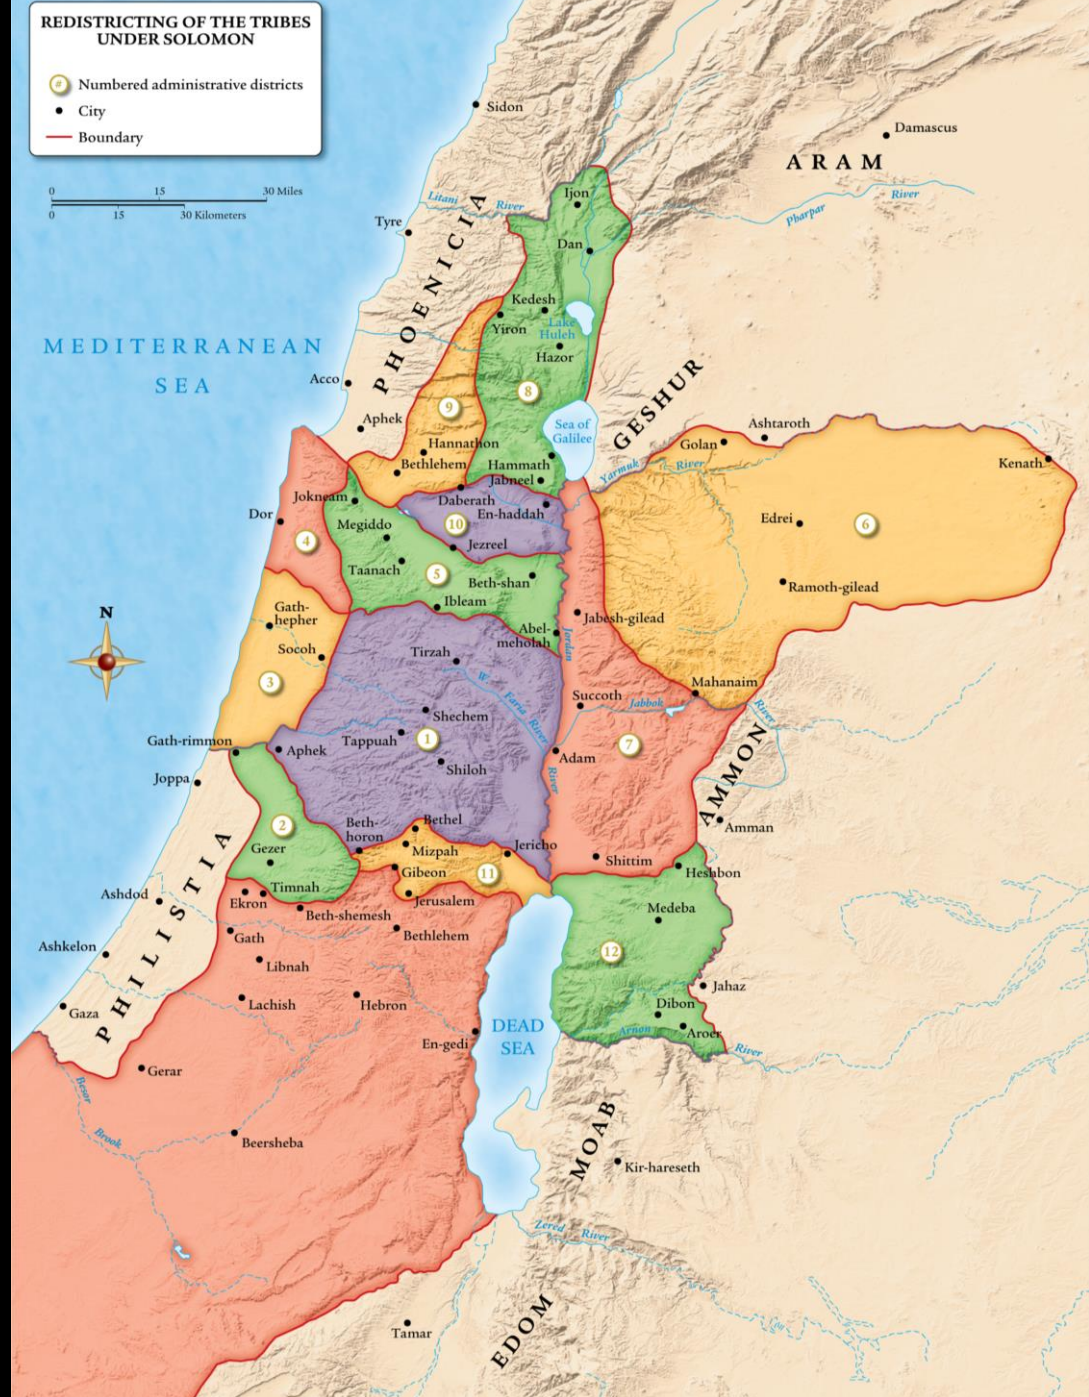 REDISTRICTING OF THE TRIBES
UNDER SOLOMON
# Numbered administrative districts
City
Boundary
0 15 30 Miles
0 15 30 Kilometers
Sidon
Damascus
ARAM
Pharpar River
Litani River
Tyre
PHOENICIA
Ijon
Dan
Kedesh
Yiron
Lake
Huleh
Hazor
MEDITERRANEAN
SEA
Acco
Aphek
8
9
Sea of
Galilee
GESHUR
Golan
Ashtaroth
Kenath
Yarmuk River
Hannathon
Bethlehem
Hammath
Jabneel
Daberath
En-haddah
10
Jokneam
Dor
4
Megiddo
Jezreel
Taanach
5
Beth-shan
Ibleam
Edrei
6
Ramoth-gilead
N
Gath-
hepher
Socoh
3
Abel-
meholah
Jabesh-gilead
Jordan
River
Tirzah
W. Faria River
Mahanaim
Succoth
Jabbok
River
Shechem
Tappuah
1
Shiloh
7
Adam
Gath-rimmon
Aphek
Joppa
AMMON
Amman
2
Gezer
Beth-
horon
Bethel
Mizpah
Jericho
Gibeon
11
Jerusalem
Shittim
Heshbon
PHILISTIA
Timnah
Ekron
Beth-shemesh
Bethlehem
Medeba
Ashdod
Gath
Ashkelon
Libnah
12
Lachish
Hebron
Jahaz
Dibon
Gaza
DEAD
SEA
En-gedi
Aroer
Arnon
River
Gerar
Besor
Brook
Beersheba
MOAB
Kir-hareseth
Zered River
Tamar
EDOM